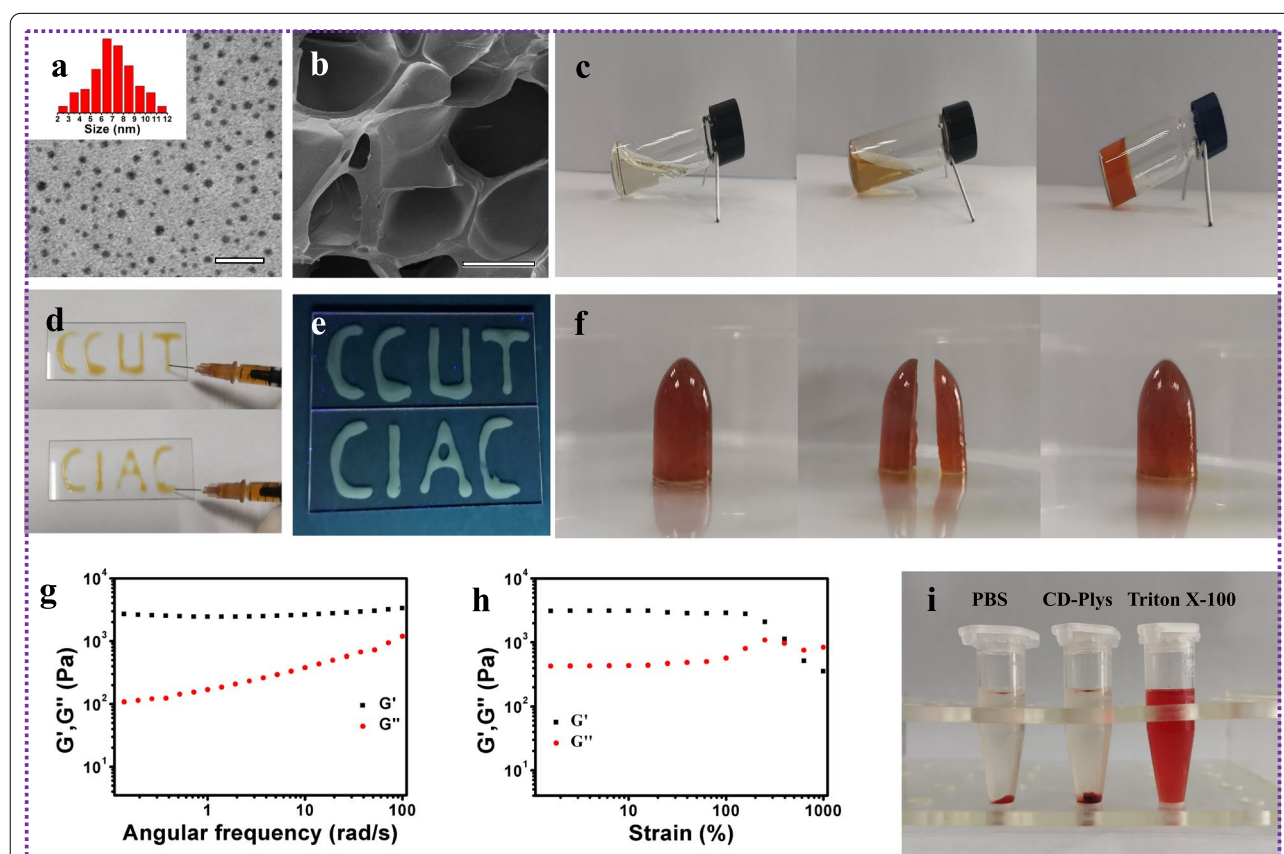 a
2 3 4 5 6 7 8 9 10 11 12
Size (nm)
b
c
d
CCUT
CIAC
e
CCUT
CIAC
f
g
10⁴
10³
10²
10¹
G',G'' (Pa)
G'
G''
1 10 100
Angular frequency (rad/s)
h
10⁴
10³
10²
10¹
G',G'' (Pa)
G'
G''
10 100 1000
Strain (%)
i
PBS CD-Plys Triton X-100